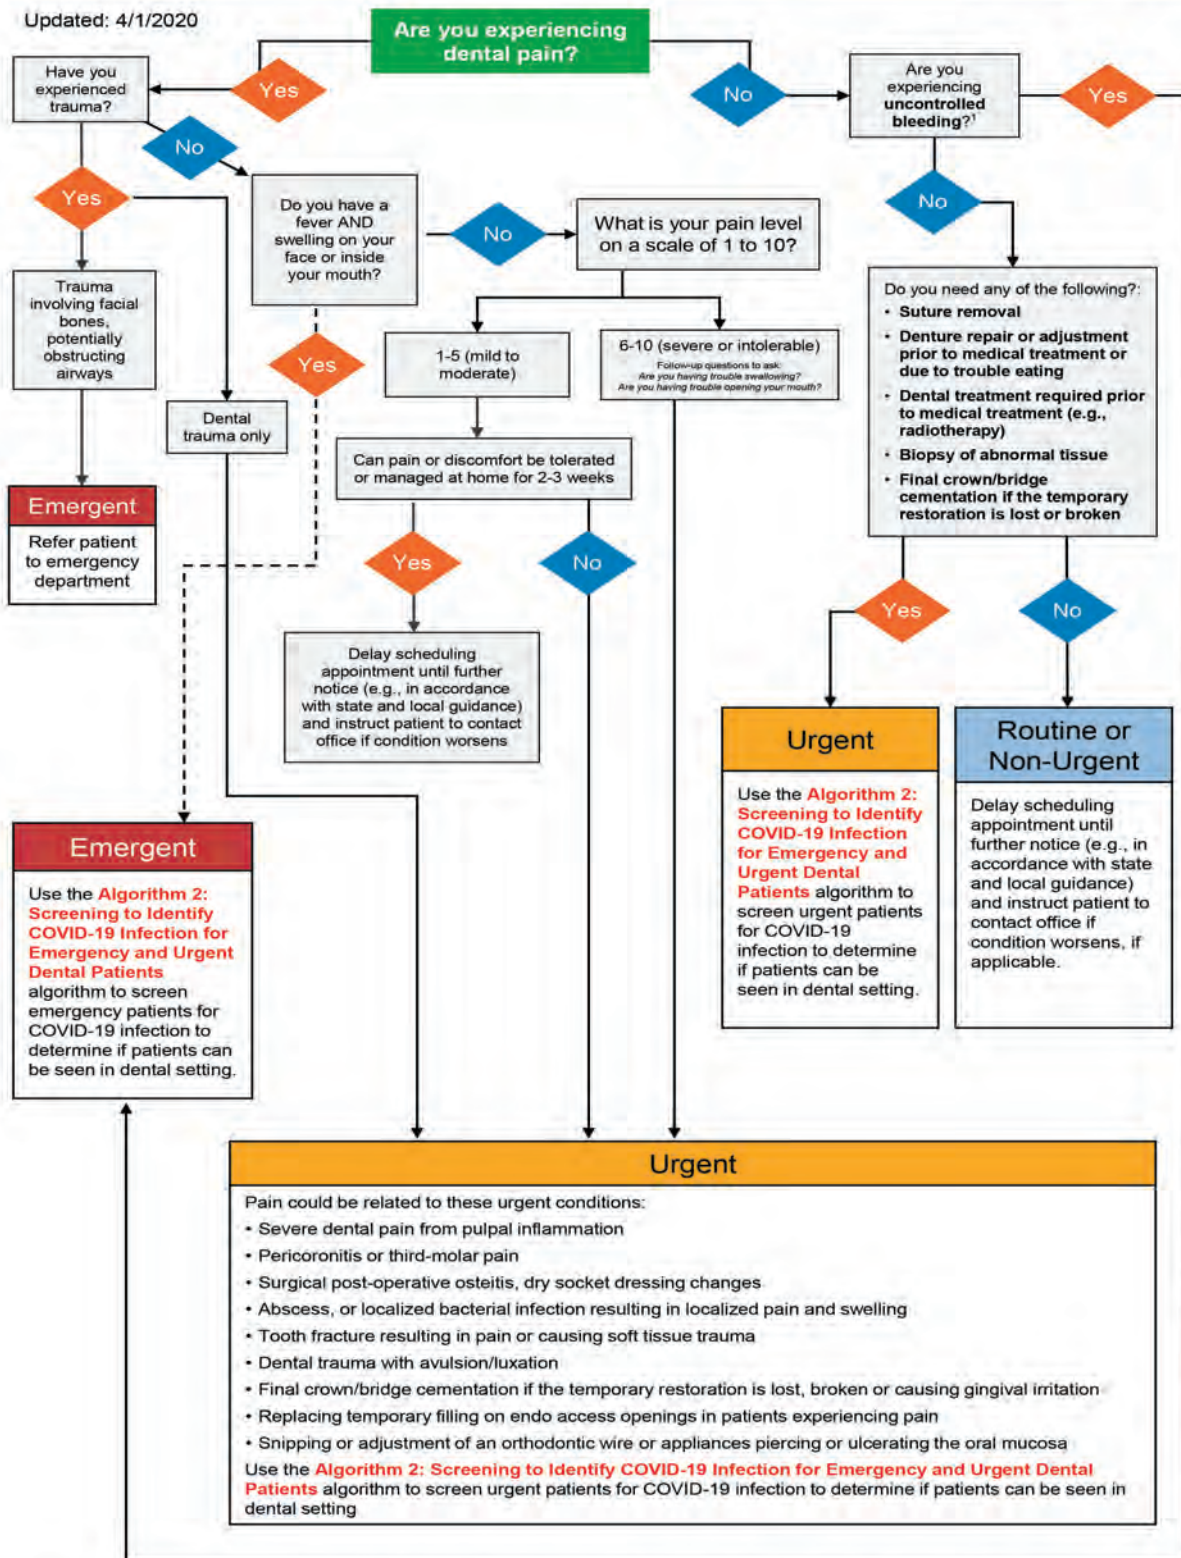 Updated: 4/1/2020
Are you experiencing
dental pain?
Have you
experienced
trauma?
Yes
No
Are you
experiencing
uncontrolled
bleeding?¹
Yes
No
Yes
Do you have a
fever AND
swelling on your
face or inside
your mouth?
No
What is your pain level
on a scale of 1 to 10?
No
Trauma
involving facial
bones,
potentially
obstructing
airways
Yes
1-5 (mild to
moderate)
6-10 (severe or intolerable)
Follow-up questions to ask:
Are you having trouble swallowing?
Are you having trouble opening your mouth?
Do you need any of the following?:
• Suture removal
• Denture repair or adjustment
prior to medical treatment or
due to trouble eating
• Dental treatment required prior
to medical treatment (e.g.,
radiotherapy)
• Biopsy of abnormal tissue
• Final crown/bridge
cementation if the temporary
restoration is lost or broken
Dental
trauma only
Can pain or discomfort be tolerated
or managed at home for 2-3 weeks
Emergent
Refer patient
to emergency
department
Yes
No
Yes
No
Delay scheduling
appointment until further
notice (e.g., in accordance
with state and local guidance)
and instruct patient to contact
office if condition worsens
Urgent
Use the Algorithm 2:
Screening to Identify
COVID-19 Infection
for Emergency and
Urgent Dental
Patients algorithm to
screen urgent patients
for COVID-19
infection to determine
if patients can be
seen in dental setting.
Routine or
Non-Urgent
Delay scheduling
appointment until
further notice (e.g., in
accordance with state
and local guidance)
and instruct patient to
contact office if
condition worsens, if
applicable.
Emergent
Use the Algorithm 2:
Screening to Identify
COVID-19 Infection for
Emergency and Urgent
Dental Patients
algorithm to screen
emergency patients for
COVID-19 infection to
determine if patients can
be seen in dental setting.
Urgent
Pain could be related to these urgent conditions:
• Severe dental pain from pulpal inflammation
• Pericoronitis or third-molar pain
• Surgical post-operative osteitis, dry socket dressing changes
• Abscess, or localized bacterial infection resulting in localized pain and swelling
• Tooth fracture resulting in pain or causing soft tissue trauma
• Dental trauma with avulsion/luxation
• Final crown/bridge cementation if the temporary restoration is lost, broken or causing gingival irritation
• Replacing temporary filling on endo access openings in patients experiencing pain
• Snipping or adjustment of an orthodontic wire or appliances piercing or ulcerating the oral mucosa
Use the Algorithm 2: Screening to Identify COVID-19 Infection for Emergency and Urgent Dental
Patients algorithm to screen urgent patients for COVID-19 infection to determine if patients can be seen in
dental setting